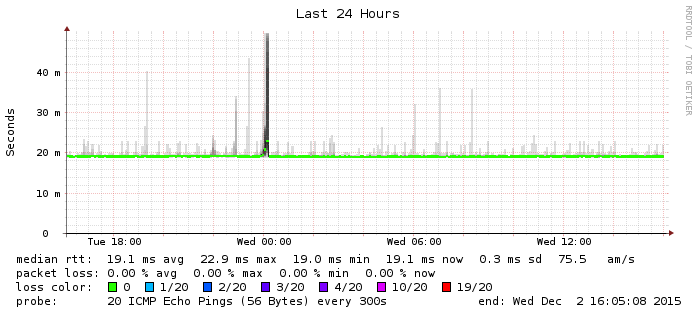 Last 24 Hours
RRDTOOL / TOBI OETIKER
Seconds
40 m
30 m
20 m
10 m
0
Tue 18:00 Wed 00:00 Wed 06:00 Wed 12:00
median rtt: 19.1 ms avg 22.9 ms max 19.0 ms min 19.1 ms now 0.3 ms sd 75.5 am/s
packet loss: 0.00 % avg 0.00 % max 0.00 % min 0.00 % now
loss color: 0 1/20 2/20 3/20 4/20 10/20 19/20
probe: 20 ICMP Echo Pings (56 Bytes) every 300s end: Wed Dec 2 16:05:08 2015